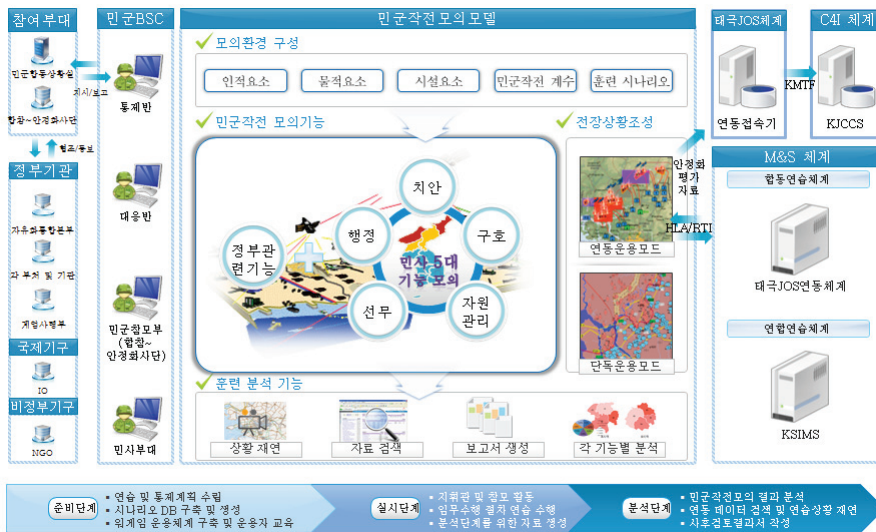 참여부대
민군합동상황실
합참~안정화사단
지시/보고
협조/통보
정부기관
자유화통합본부
각 부처 및 기관
계엄사령부
국제기구
IO
비정부기구
NGO
민군BSC
통제반
대응반
민군참모부
(합참~
안정화사단)
민사부대
민군작전모의모델
모의환경 구성
인적요소
물적요소
시설요소
민군작전 계수
훈련 시나리오
민군작전 모의기능
치안
행정
구호
정부관
련기능
민사 5대
기능 모의
선무
자원
관리
전장상황조성
연동운용모드
단독운용모드
훈련 분석 기능
상황 재연
자료 검색
보고서 생성
각 기능별 분석
안정화
평가
자료
HLA/RTI
태극JOS체계
연동접속기
KMTF
C4I 체계
KJCCS
M&S 체계
합동연습체계
태극JOS연동체계
연합연습체계
KSIMS
준비단계
▪ 연습 및 통제계획 수립
▪ 시나리오 DB 구축 및 생성
▪ 워게임 운용체계 구축 및 운용자 교육
실시단계
▪ 지휘관 및 참모 활동
▪ 임무수행 절차 연습 수행
▪ 분석단계를 위한 자료 생성
분석단계
▪ 민군작전모의 결과 분석
▪ 연동 데이터 검색 및 연습상황 재연
▪ 사후검토결과서 작성